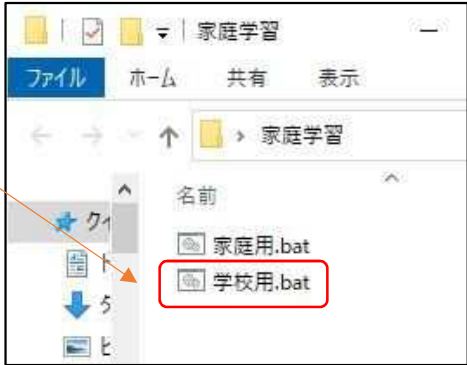 家庭学習
ファイル ホーム 共有 表示
家庭学習
名前
家庭用.bat
学校用.bat